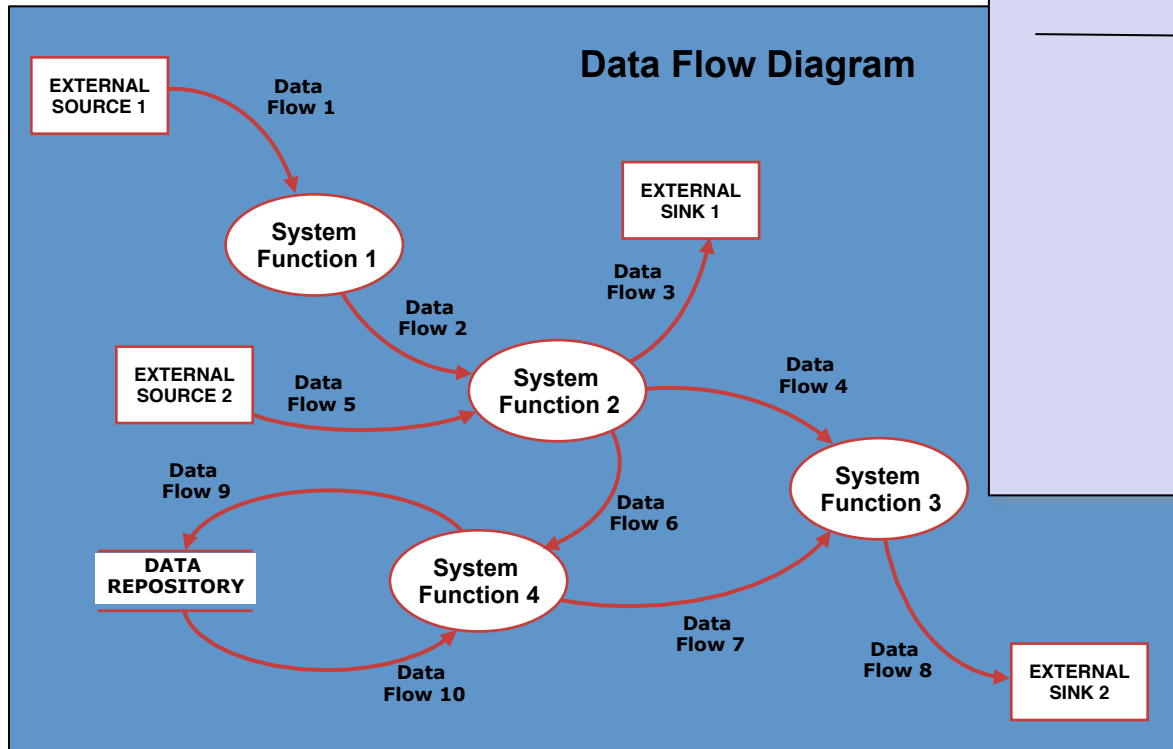 Data Flow Diagram
EXTERNAL
SOURCE 1
Data
Flow 1
System
Function 1
EXTERNAL
SINK 1
Data
Flow 2
Data
Flow 3
EXTERNAL
SOURCE 2
Data
Flow 5
System
Function 2
Data
Flow 4
Data
Flow 9
Data
Flow 6
System
Function 3
DATA
REPOSITORY
System
Function 4
Data
Flow 7
Data
Flow 8
Data
Flow 10
EXTERNAL
SINK 2